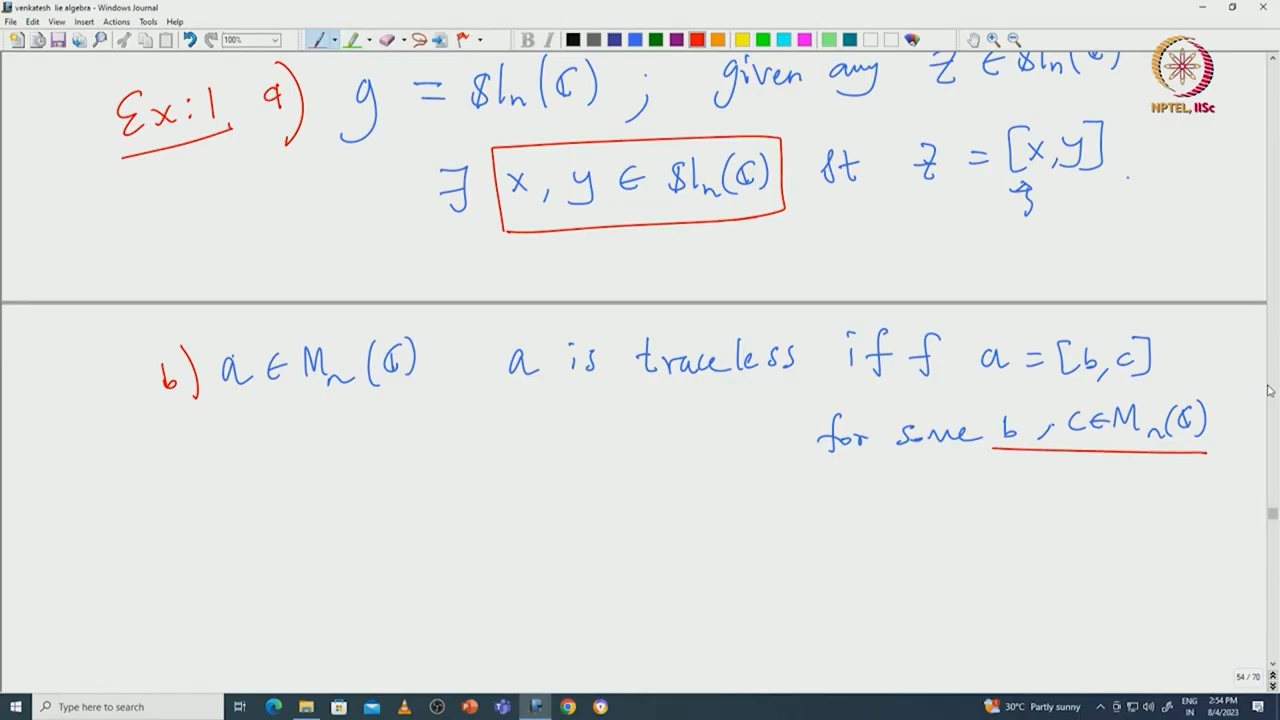 venkatesh lie algebra - Windows Journal
File Edit View Insert Actions Tools Help
100%
NPTEL, IISc
Ex:1 a) g = sln(ℂ) ; given any z ∈ sln(ℂ)
∃ x, y ∈ sln(ℂ) st z = [x,y] .
b) a ∈ Mn(ℂ) a is traceless iff a = [b,c]
for some b, c∈Mn(ℂ)
54 / 70
Type here to search
30°C Partly sunny
ENG
IN
2:54 PM
8/4/2023